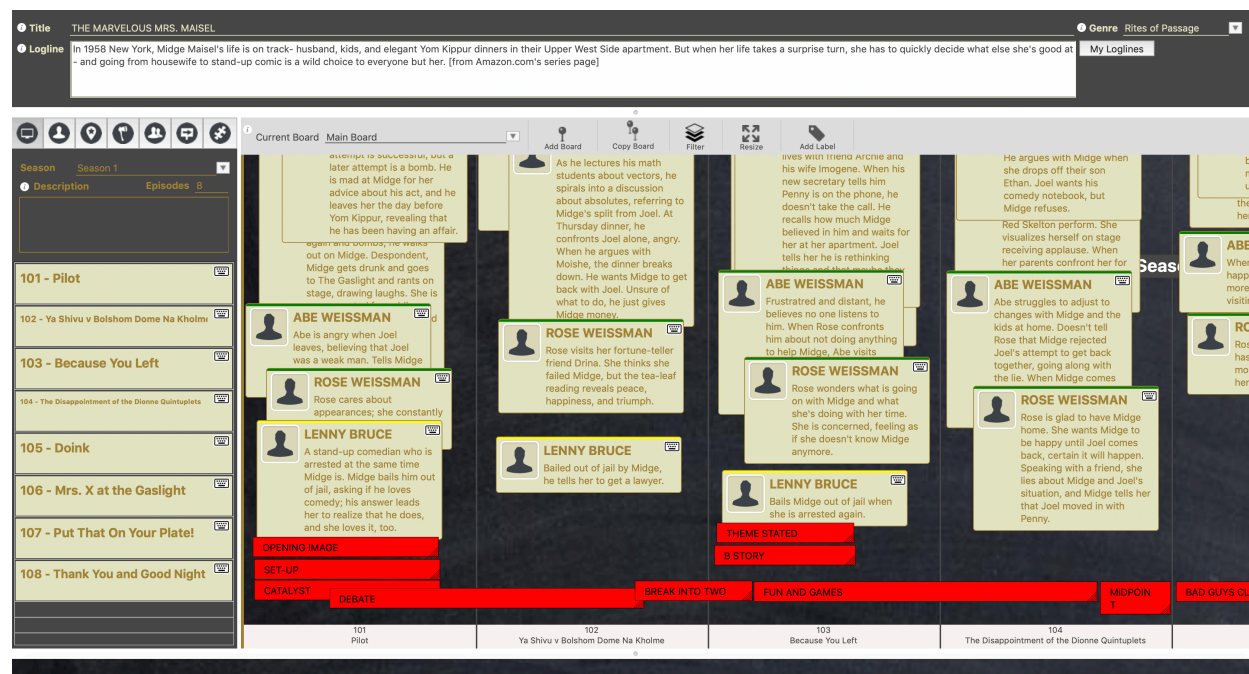 Title THE MARVELOUS MRS. MAISEL
Genre Rites of Passage
Logline In 1958 New York, Midge Maisel's life is on track- husband, kids, and elegant Yom Kippur dinners in their Upper West Side apartment. But when her life takes a surprise turn, she has to quickly decide what else she's good at
- and going from housewife to stand-up comic is a wild choice to everyone but her. [from Amazon.com's series page]
My Loglines
Current Board Main Board
Add Board
Copy Board
Filter
Resize
Add Label
Season Season 1
Description Episodes 8
101 - Pilot
102 - Ya Shivu v Bolshom Dome Na Kholme
103 - Because You Left
104 - The Disappointment of the Dionne Quintuplets
105 - Doink
106 - Mrs. X at the Gaslight
107 - Put That On Your Plate!
108 - Thank You and Good Night
attempt is successful, but a
later attempt is a bomb. He
is mad at Midge for her
advice about his act, and he
leaves her the day before
Yom Kippur, revealing that
he has been having an affair.
again and bombs, he walks
out on Midge. Despondent,
Midge gets drunk and goes
to The Gaslight and rants on
stage, drawing laughs. She is
ABE WEISSMAN
Abe is angry when Joel
leaves, believing that Joel
was a weak man. Tells Midge
ROSE WEISSMAN
Rose cares about
appearances; she constantly
LENNY BRUCE
A stand-up comedian who is
arrested at the same time
Midge is. Midge bails him out
of jail, asking if he loves
comedy; his answer leads
her to realize that he does,
and she loves it, too.
As he lectures his math
students about vectors, he
spirals into a discussion
about absolutes, referring to
Midge's split from Joel. At
Thursday dinner, he
confronts Joel alone, angry.
When he argues with
Moishe, the dinner breaks
down. He wants Midge to get
back with Joel. Unsure of
what to do, he just gives
Midge money.
ROSE WEISSMAN
Rose visits her fortune-teller
friend Drina. She thinks she
failed Midge, but the tea-leaf
reading reveals peace,
happiness, and triumph.
LENNY BRUCE
Bailed out of jail by Midge,
he tells her to get a lawyer.
lives with friend Archie and
his wife Imogene. When his
new secretary tells him
Penny is on the phone, he
doesn't take the call. He
recalls how much Midge
believed in him and waits for
her at her apartment. Joel
tells her he is rethinking
things and that maybe they
ABE WEISSMAN
Frustratred and distant, he
believes no one listens to
him. When Rose confronts
him about not doing anything
to help Midge, Abe visits
ROSE WEISSMAN
Rose wonders what is going
on with Midge and what
she's doing with her time.
She is concerned, feeling as
if she doesn't know Midge
anymore.
LENNY BRUCE
Bails Midge out of jail when
she is arrested again.
He argues with Midge when
she drops off their son
Ethan. Joel wants his
comedy notebook, but
Midge refuses.
Red Skelton perform. She
visualizes herself on stage
receiving applause. When
her parents confront her for
ABE WEISSMAN
Abe struggles to adjust to
changes with Midge and the
kids at home. Doesn't tell
Rose that Midge rejected
Joel's attempt to get back
together, going along with
the lie. When Midge comes
ROSE WEISSMAN
Rose is glad to have Midge
home. She wants Midge to
be happy until Joel comes
back, certain it will happen.
Speaking with a friend, she
lies about Midge and Joel's
situation, and Midge tells her
that Joel moved in with
Penny.
Seas
ABE
When
happ
more
visiti
RO
Ros
has
mo
her
OPENING IMAGE
SET-UP
CATALYST
DEBATE
THEME STATED
B STORY
BREAK INTO TWO
FUN AND GAMES
MIDPOIN
T
BAD GUYS CL
101
Pilot
102
Ya Shivu v Bolshom Dome Na Kholme
103
Because You Left
104
The Disappointment of the Dionne Quintuplets